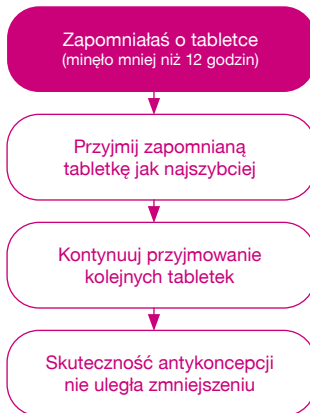 Zapomniałaś o tabletce
(minęło mniej niż 12 godzin)
Przyjmij zapomnianą
tabletkę jak najszybciej
Kontynuuj przyjmowanie
kolejnych tabletek
Skuteczność antykoncepcji
nie uległa zmniejszeniu